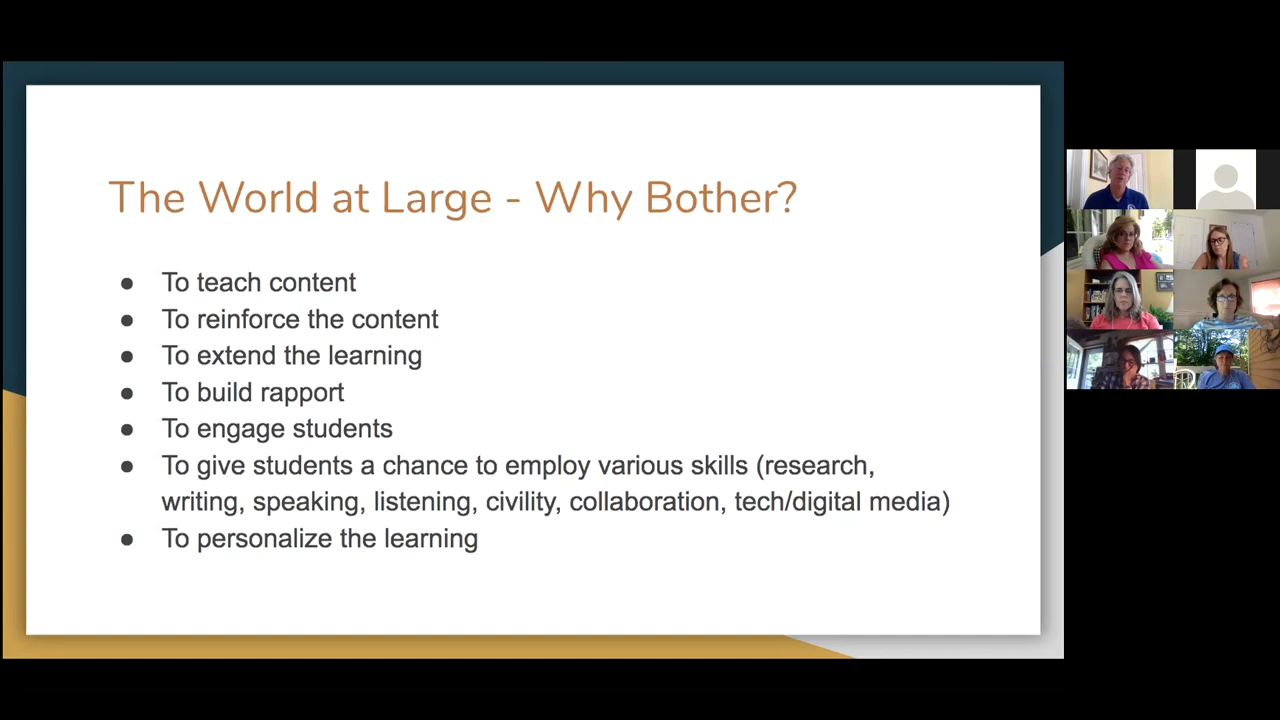 The World at Large - Why Bother?
● To teach content
● To reinforce the content
● To extend the learning
● To build rapport
● To engage students
● To give students a chance to employ various skills (research,
writing, speaking, listening, civility, collaboration, tech/digital media)
● To personalize the learning